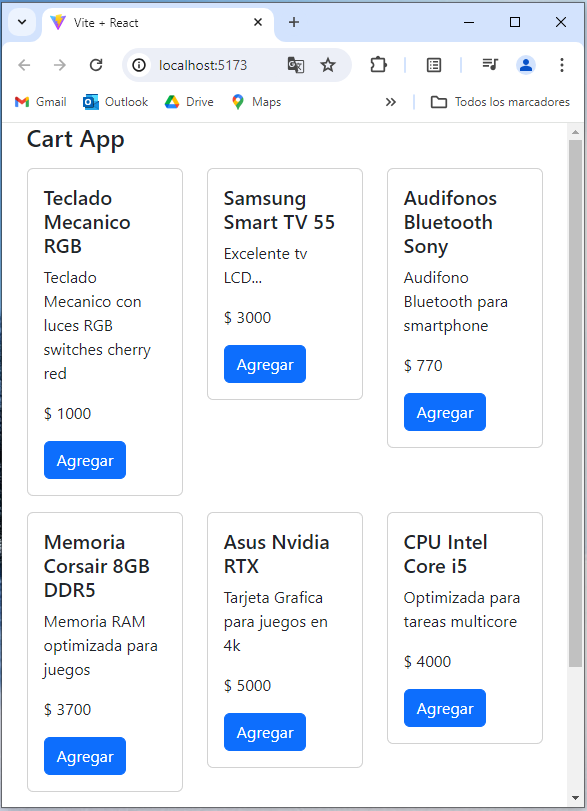 Vite + React
localhost:5173
Gmail
Outlook
Drive
Maps
Todos los marcadores
Cart App
Teclado
Mecanico
RGB
Teclado
Mecanico con
luces RGB
switches cherry
red
$ 1000
Agregar
Samsung
Smart TV 55
Excelente tv
LCD...
$ 3000
Agregar
Audifonos
Bluetooth
Sony
Audifono
Bluetooth para
smartphone
$ 770
Agregar
Memoria
Corsair 8GB
DDR5
Memoria RAM
optimizada para
juegos
$ 3700
Agregar
Asus Nvidia
RTX
Tarjeta Grafica
para juegos en
4k
$ 5000
Agregar
CPU Intel
Core i5
Optimizada para
tareas multicore
$ 4000
Agregar